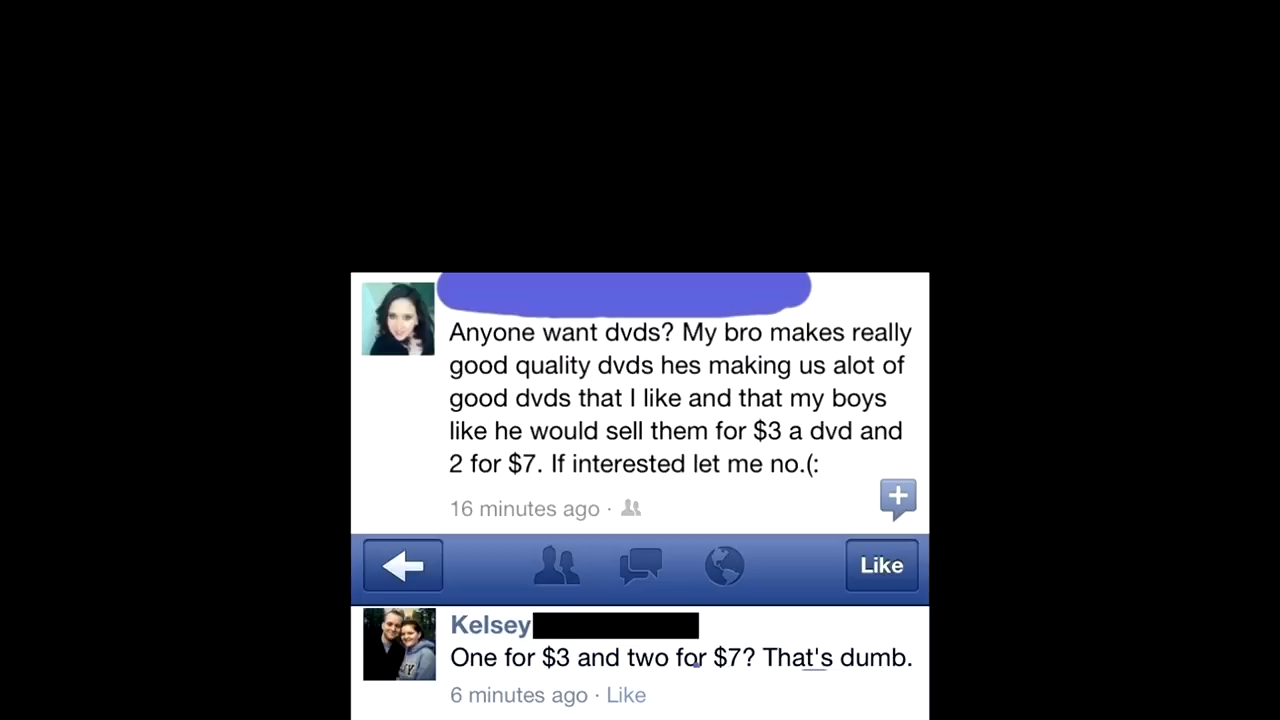 Anyone want dvds? My bro makes really
good quality dvds hes making us alot of
good dvds that I like and that my boys
like he would sell them for $3 a dvd and
2 for $7. If interested let me no.(:
16 minutes ago ·
Like
Kelsey
One for $3 and two for $7? That's dumb.
6 minutes ago · Like